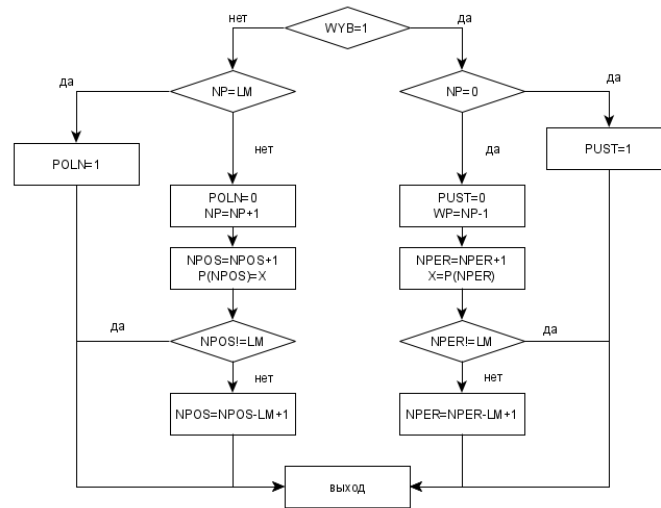 нет
WYB=1
да
да
NP=LM
NP=0
да
POLN=1
нет
да
PUST=1
POLN=0
NP=NP+1
PUST=0
WP=NP-1
NPOS=NPOS+1
P(NPOS)=X
NPER=NPER+1
X=P(NPER)
да
NPOS!=LM
NPER!=LM
да
нет
нет
NPOS=NPOS-LM+1
NPER=NPER-LM+1
выход